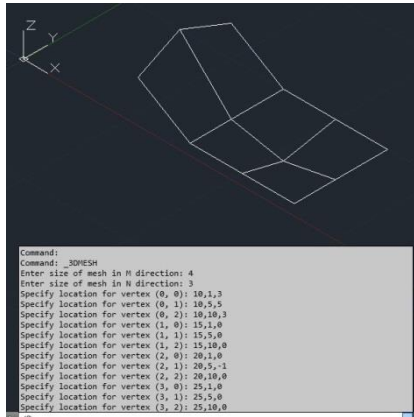 Z
Y
X
Command:
Command: _3DMESH
Enter size of mesh in M direction: 4
Enter size of mesh in N direction: 3
Specify location for vertex (0, 0): 10,1,3
Specify location for vertex (0, 1): 10,5,5
Specify location for vertex (0, 2): 10,10,3
Specify location for vertex (1, 0): 15,1,0
Specify location for vertex (1, 1): 15,5,0
Specify location for vertex (1, 2): 15,10,0
Specify location for vertex (2, 0): 20,1,0
Specify location for vertex (2, 1): 20,5,-1
Specify location for vertex (2, 2): 20,10,0
Specify location for vertex (3, 0): 25,1,0
Specify location for vertex (3, 1): 25,5,0
Specify location for vertex (3, 2): 25,10,0